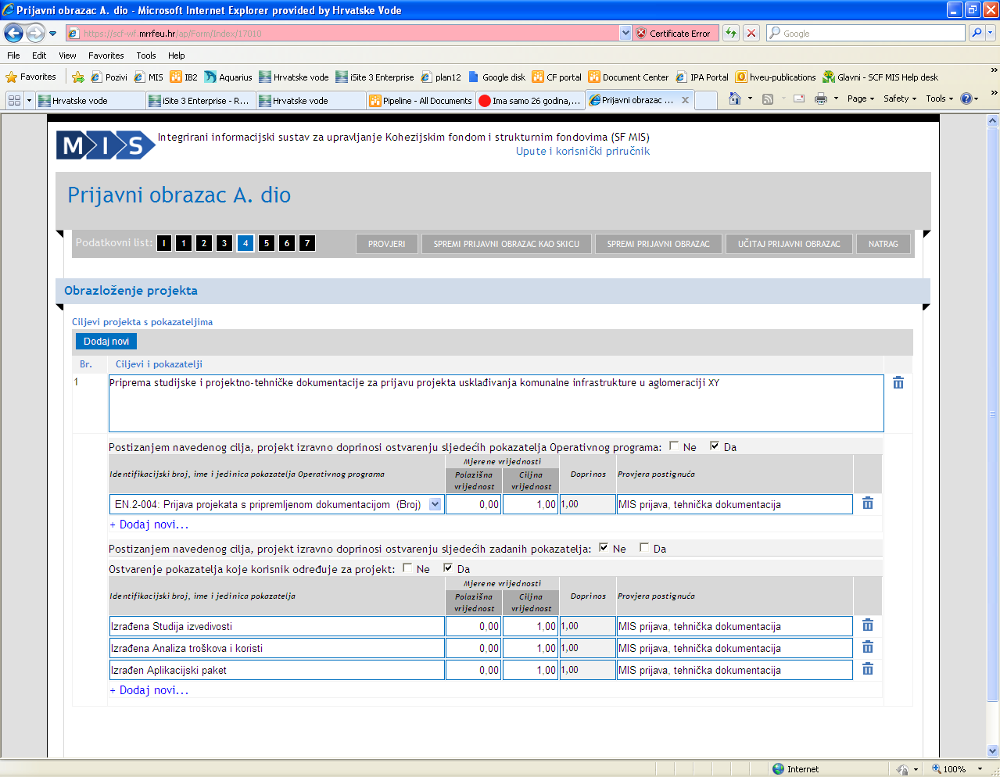 Prijavni obrazac A. dio - Microsoft Internet Explorer provided by Hrvatske Vode
https://scf-wf.mrrfeu.hr/ap/Form/Index/17010 Certificate Error Google
File Edit View Favorites Tools Help
Favorites Pozivi MIS IB2 Aquarius Hrvatske vode iSite 3 Enterprise plan12 Google disk CF portal Document Center IPA Portal hveu-publications Glavni - SCF MIS Help desk
Hrvatske vode iSite 3 Enterprise - R... Hrvatske vode Pipeline - All Documents Ima samo 26 godina,... Prijavni obrazac ... Page Safety Tools
MIS Integrirani informacijski sustav za upravljanje Kohezijskim fondom i strukturnim fondovima (SF MIS)
Upute i korisnički priručnik
Prijavni obrazac A. dio
Podatkovni list: I 1 2 3 4 5 6 7 PROVJERI SPREMI PRIJAVNI OBRAZAC KAO SKICU SPREMI PRIJAVNI OBRAZAC UČITAJ PRIJAVNI OBRAZAC NATRAG
Obrazloženje projekta
Ciljevi projekta s pokazateljima
Dodaj novi
Br. Ciljevi i pokazatelji
1 Priprema studijske i projektno-tehničke dokumentacije za prijavu projekta usklađivanja komunalne infrastrukture u aglomeraciji XY
Postizanjem navedenog cilja, projekt izravno doprinosi ostvarenju sljedećih pokazatelja Operativnog programa: Ne Da
Mjerene vrijednosti
Identifikacijski broj, ime i jedinica pokazatelja Operativnog programa Polazišna vrijednost Ciljna vrijednost Doprinos Provjera postignuća
EN.2-004: Prijava projekata s pripremljenom dokumentacijom (Broj) 0,00 1,00 1,00 MIS prijava, tehnička dokumentacija
+ Dodaj novi...
Postizanjem navedenog cilja, projekt izravno doprinosi ostvarenju sljedećih zadanih pokazatelja: Ne Da
Ostvarenje pokazatelja koje korisnik određuje za projekt: Ne Da
Mjerene vrijednosti
Identifikacijski broj, ime i jedinica pokazatelja Polazišna vrijednost Ciljna vrijednost Doprinos Provjera postignuća
Izrađena Studija izvedivosti 0,00 1,00 1,00 MIS prijava, tehnička dokumentacija
Izrađena Analiza troškova i koristi 0,00 1,00 1,00 MIS prijava, tehnička dokumentacija
Izrađen Aplikacijski paket 0,00 1,00 1,00 MIS prijava, tehnička dokumentacija
+ Dodaj novi...
Internet 100%